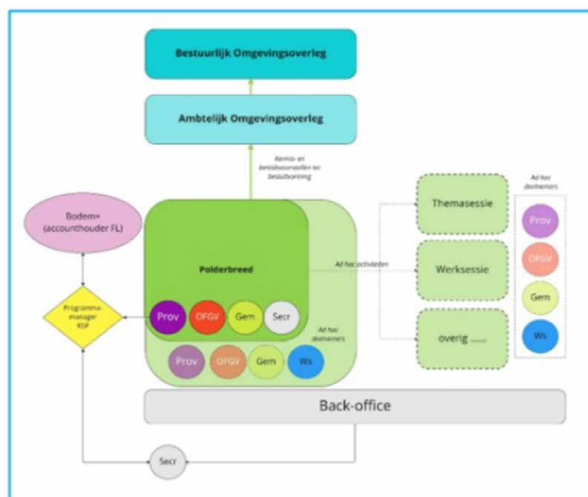 Bestuurlijk Omgevingsoverleg
Ambtelijk Omgevingsoverleg
Kennis- en
beleidsvoorstellen ter
besluitvorming
Bodem+
(accounthouder FL)
Programma-
manager
RSP
Polderbreed
Prov
OFGV
Gem
Secr
Ad hoc
deelnemers
Prov
OFGV
Gem
Ws
Ad hoc activiteiten
Themasessie
Werksessie
overig ......
Ad hoc
deelnemers
Prov
OFGV
Gem
Ws
Back-office
Secr